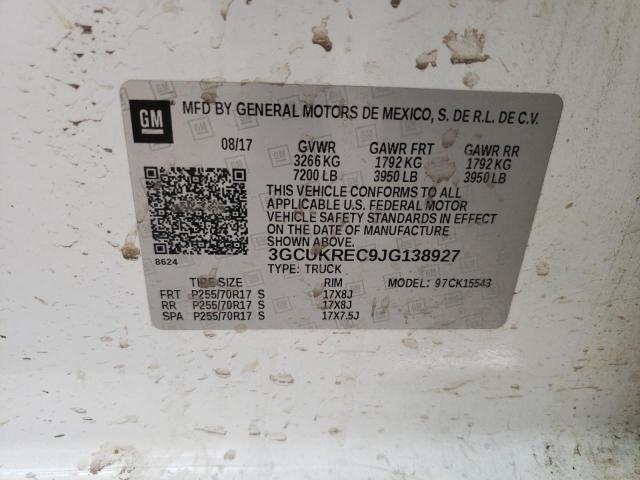 GM MFD BY GENERAL MOTORS DE MEXICO, S. DE R.L. DE C.V.
08/17 GVWR GAWR FRT GAWR RR
3266 KG 1792 KG 1792 KG
7200 LB 3950 LB 3950 LB
THIS VEHICLE CONFORMS TO ALL
APPLICABLE U.S. FEDERAL MOTOR
VEHICLE SAFETY STANDARDS IN EFFECT
ON THE DATE OF MANUFACTURE
SHOWN ABOVE.
8624 3GCUKREC9JG138927
TYPE: TRUCK
TIRE SIZE RIM MODEL: 97CK15543
FRT P255/70R17 S 17X8J
RR P255/70R17 S 17X8J
SPA P255/70R17 S 17X7.5J